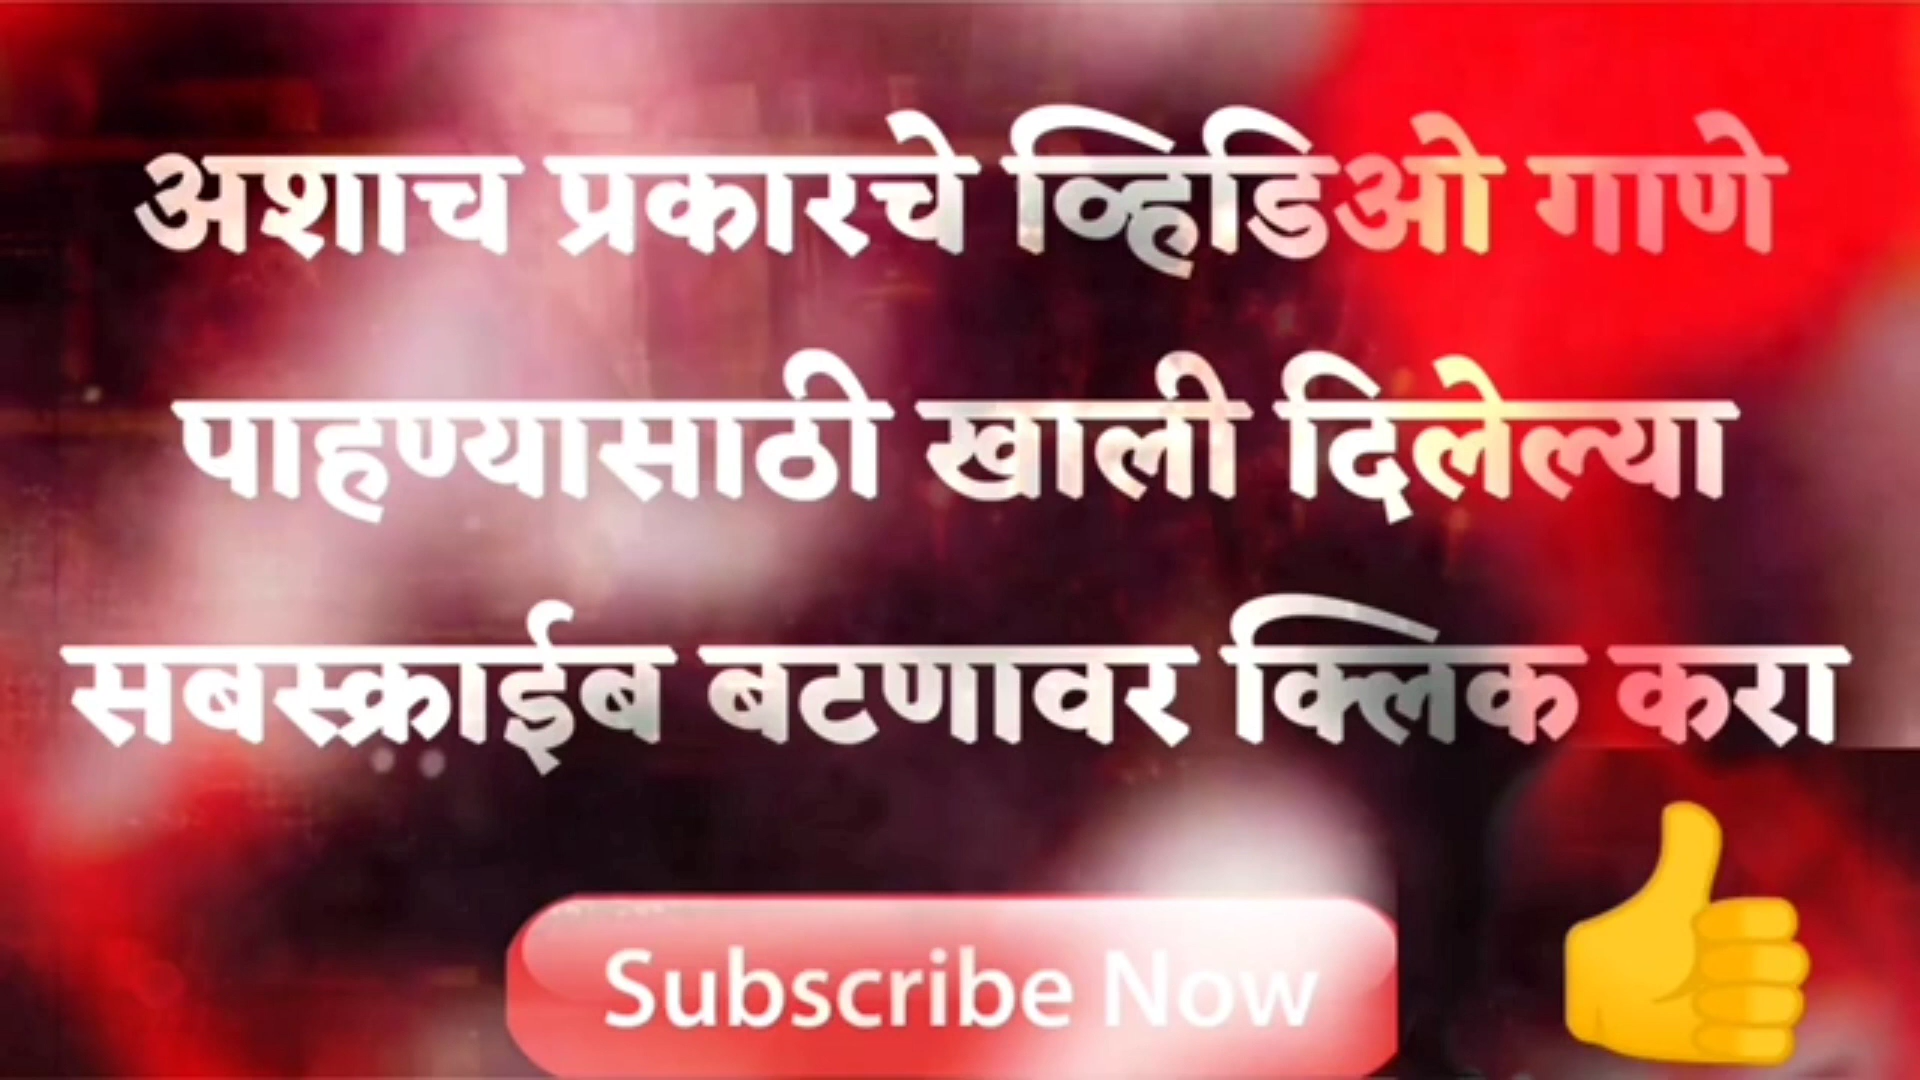 अशाच प्रकारचे व्हिडिओ गाणे
पाहण्यासाठी खाली दिलेल्या
सबस्क्राईब बटणावर क्लिक करा
Subscribe Now